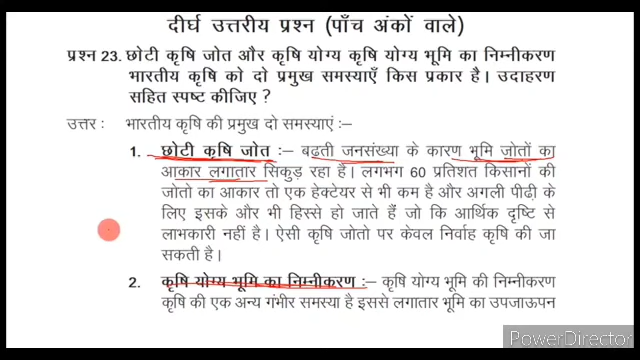 दीर्घ उत्तरीय प्रश्न (पाँच अंकों वाले)
प्रश्न 23. छोटी कृषि जोत और कृषि योग्य कृषि योग्य भूमि का निम्नीकरण
भारतीय कृषि को दो प्रमुख समस्याएँ किस प्रकार है। उदाहरण
सहित स्पष्ट कीजिए ?
उत्तर : भारतीय कृषि की प्रमुख दो समस्याएं :–
1. छोटी कृषि जोत :- बढ़ती जनसंख्या के कारण भूमि जोतों का
आकार लगातार सिकुड़ रहा है। लगभग 60 प्रतिशत किसानों की
जोतो का आकार तो एक हेक्टेयर से भी कम है और अगली पीढ़ी के
लिए इसके और भी हिस्से हो जाते हैं जो कि आर्थिक दृष्टि से
लाभकारी नहीं है। ऐसी कृषि जोतो पर केवल निर्वाह कृषि की जा
सकती है।
2. कृषि योग्य भूमि का निम्नीकरण :- कृषि योग्य भूमि की निम्नीकरण
कृषि की एक अन्य गंभीर समस्या है इससे लगातार भूमि का उपजाऊपन
PowerDirector